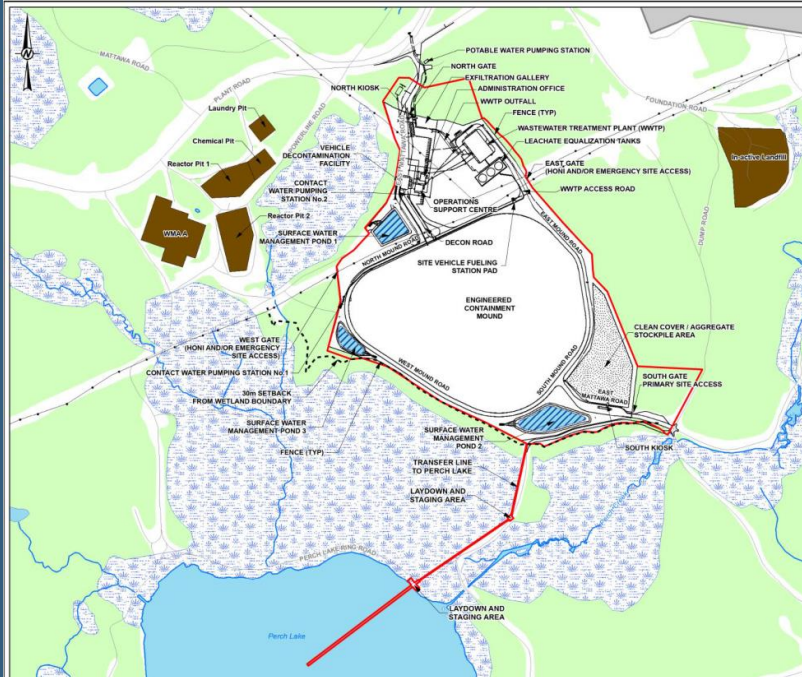 POTABLE WATER PUMPING STATION
MATTAWA ROAD
NORTH GATE
PLANT ROAD
NORTH KIOSK
EXFILTRATION GALLERY
ADMINISTRATION OFFICE
FOUNDATION ROAD
WWTP OUTFALL
Laundry Pit
POWERLINE ROAD
FENCE (TYP)
WASTEWATER TREATMENT PLANT (WWTP)
Chemical Pit
LEACHATE EQUALIZATION TANKS
VEHICLE
DECONTAMINATION
FACILITY
Reactor Pit 1
In-active Landfill
EAST GATE
(HONI AND/OR EMERGENCY SITE ACCESS)
CONTACT
WATER PUMPING
STATION No.2
WWTP ACCESS ROAD
OPERATIONS
SUPPORT CENTRE
Reactor Pit 2
WMA A
SURFACE WATER
MANAGEMENT POND 1
EAST MOUND ROAD
DUMP ROAD
DECON ROAD
NORTH MOUND ROAD
SITE VEHICLE FUELING
STATION PAD
ENGINEERED
CONTAINMENT
MOUND
CLEAN COVER / AGGREGATE
STOCKPILE AREA
WEST GATE
(HONI AND/OR EMERGENCY
SITE ACCESS)
CONTACT WATER PUMPING STATION No.1
WEST MOUND ROAD
SOUTH MOUND ROAD
SOUTH GATE
PRIMARY SITE ACCESS
30m SETBACK
FROM WETLAND BOUNDARY
EAST
MATTAWA ROAD
SURFACE WATER
MANAGEMENT POND 3
SURFACE WATER
MANAGEMENT
POND 2
FENCE (TYP)
SOUTH KIOSK
TRANSFER LINE
TO PERCH LAKE
LAYDOWN AND
STAGING AREA
PERCH LAKE RING ROAD
LAYDOWN AND
STAGING AREA
Perch Lake